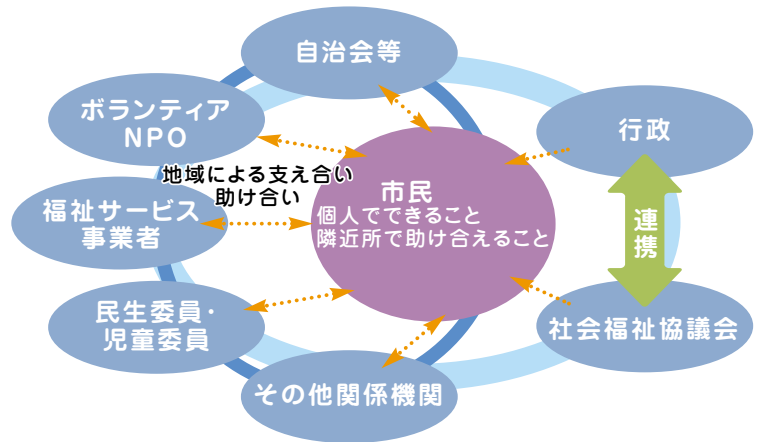 自治会等
ボランティア
NPO
行政
地域による支え合い
助け合い
市民
個人でできること
隣近所で助け合えること
福祉サービス
事業者
連携
民生委員・
児童委員
社会福祉協議会
その他関係機関